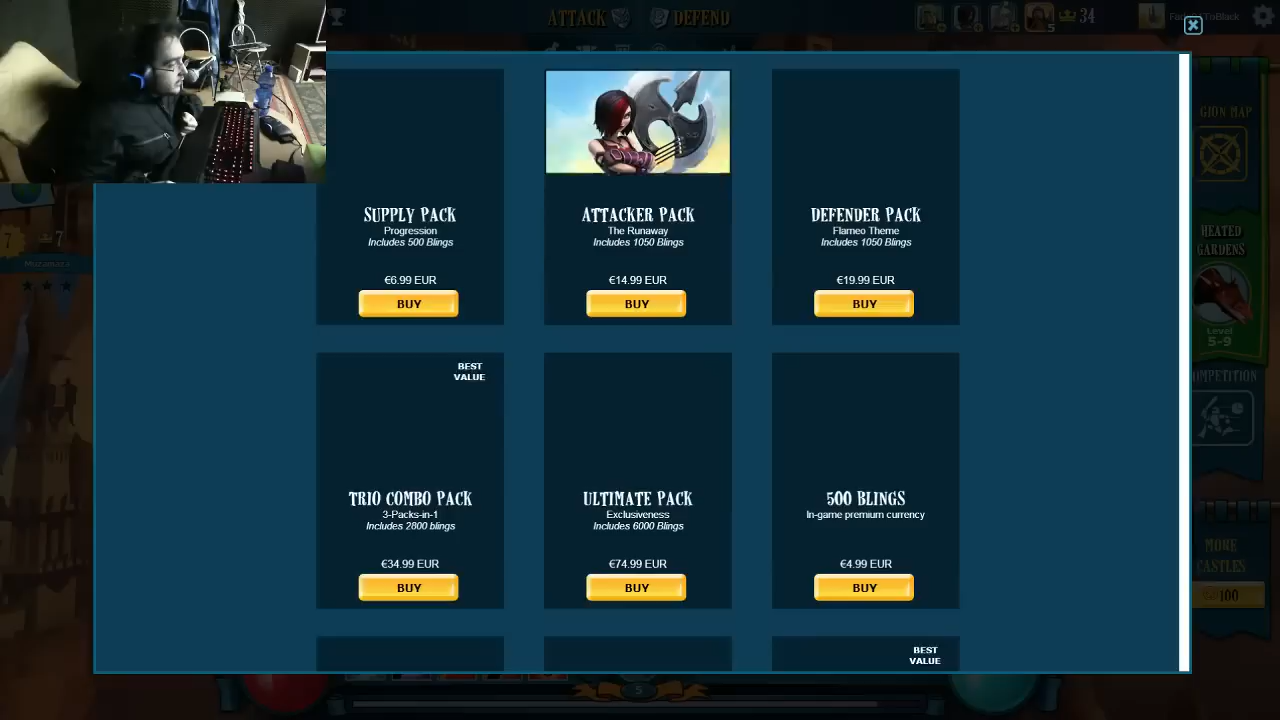 ATTACK
DEFEND
34
SUPPLY PACK
Progression
Includes 500 Blings
€6.99 EUR
BUY
ATTACKER PACK
The Runaway
Includes 1050 Blings
€14.99 EUR
BUY
DEFENDER PACK
Flameo Theme
Includes 1050 Blings
€19.99 EUR
BUY
BEST
VALUE
TRIO COMBO PACK
3-Packs-in-1
Includes 2800 blings
€34.99 EUR
BUY
ULTIMATE PACK
Exclusiveness
Includes 6000 Blings
€74.99 EUR
BUY
500 BLINGS
In-game premium currency
€4.99 EUR
BUY
BEST
VALUE
7
7
HEATED
GARDENS
Level
5-9
MORE
CASTLES
100
5